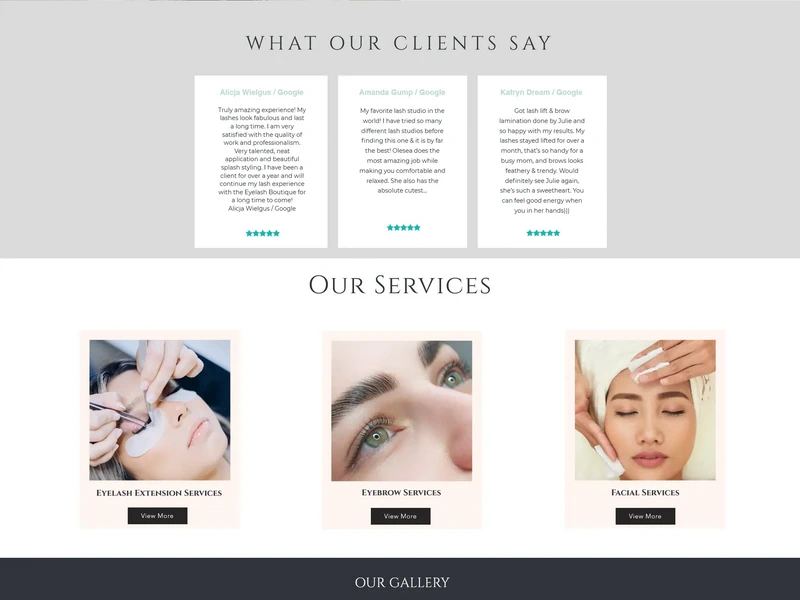 WHAT OUR CLIENTS SAY
Alicja Wielgus / Google
Truly amazing experience! My
lashes look fabulous and last
a long time. I am very
satisfied with the quality of
work and professionalism.
Very talented, neat
application and beautiful
splash styling. I have been a
client for over a year and will
continue my lash experience
with the Eyelash Boutique for
a long time to come!
Alicja Wielgus / Google
Amanda Gump / Google
My favorite lash studio in the
world! I have tried so many
different lash studios before
finding this one & it is by far
the best! Olesea does the
most amazing job while
making you comfortable and
relaxed. She also has the
absolute cutest...
Katryn Dream / Google
Got lash lift & brow
lamination done by Julie and
so happy with my results. My
lashes stayed lifted for over a
month, that's so handy for a
busy mom, and brows looks
feathery & trendy. Would
definitely see Julie again,
she's such a sweetheart. You
can feel good energy when
you in her hands)))
Our Services
Eyelash Extension Services
View More
Eyebrow Services
View More
Facial Services
View More
OUR GALLERY